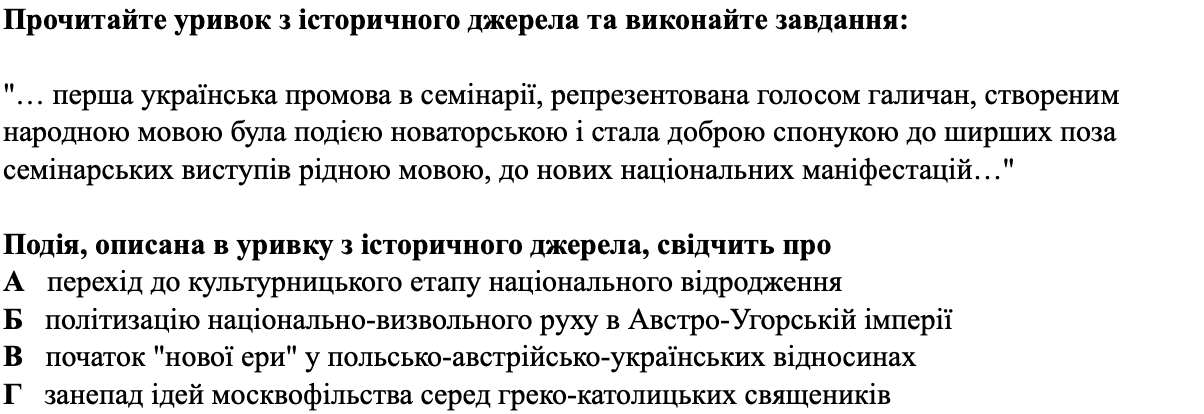 Прочитайте уривок з історичного джерела та виконайте завдання:
"… перша українська промова в семінарії, репрезентована голосом галичан, створеним
народною мовою була подією новаторською і стала доброю спонукою до ширших поза
семінарських виступів рідною мовою, до нових національних маніфестацій…"
Подія, описана в уривку з історичного джерела, свідчить про
А перехід до культурницького етапу національного відродження
Б політизацію національно-визвольного руху в Австро-Угорській імперії
В початок "нової ери" у польсько-австрійсько-українських відносинах
Г занепад ідей москвофільства серед греко-католицьких священиків